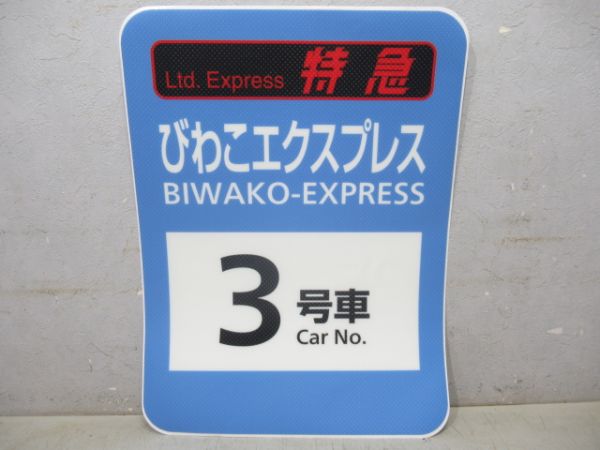 Ltd. Express 特急
びわこエクスプレス
BIWAKO-EXPRESS
3 号車
Car No.